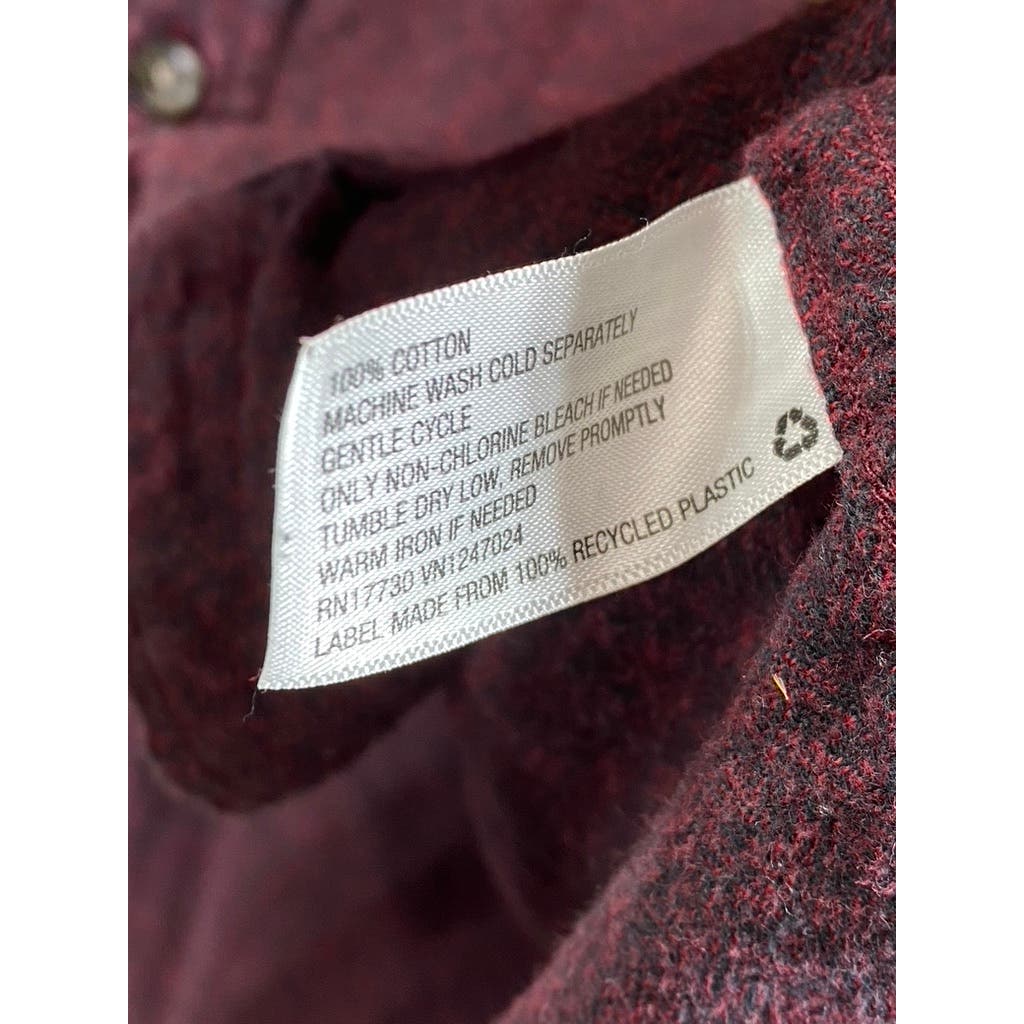 100% COTTON
MACHINE WASH COLD SEPARATELY
GENTLE CYCLE
ONLY NON-CHLORINE BLEACH IF NEEDED
TUMBLE DRY LOW, REMOVE PROMPTLY
WARM IRON IF NEEDED
RN17730 VN1247024
LABEL MADE FROM 100% RECYCLED PLASTIC